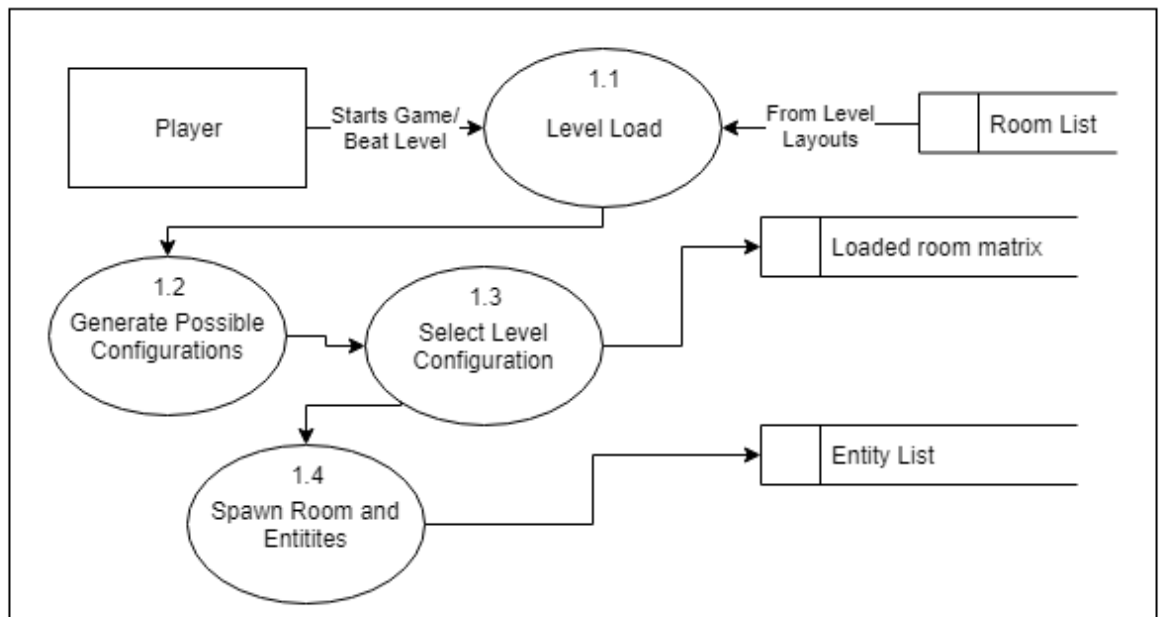 1.1
Player
Starts Game/
Beat Level
Level Load
From Level
Layouts
Room List
1.2
Generate Possible
Configurations
1.3
Select Level
Configuration
Loaded room matrix
1.4
Spawn Room and
Entitites
Entity List